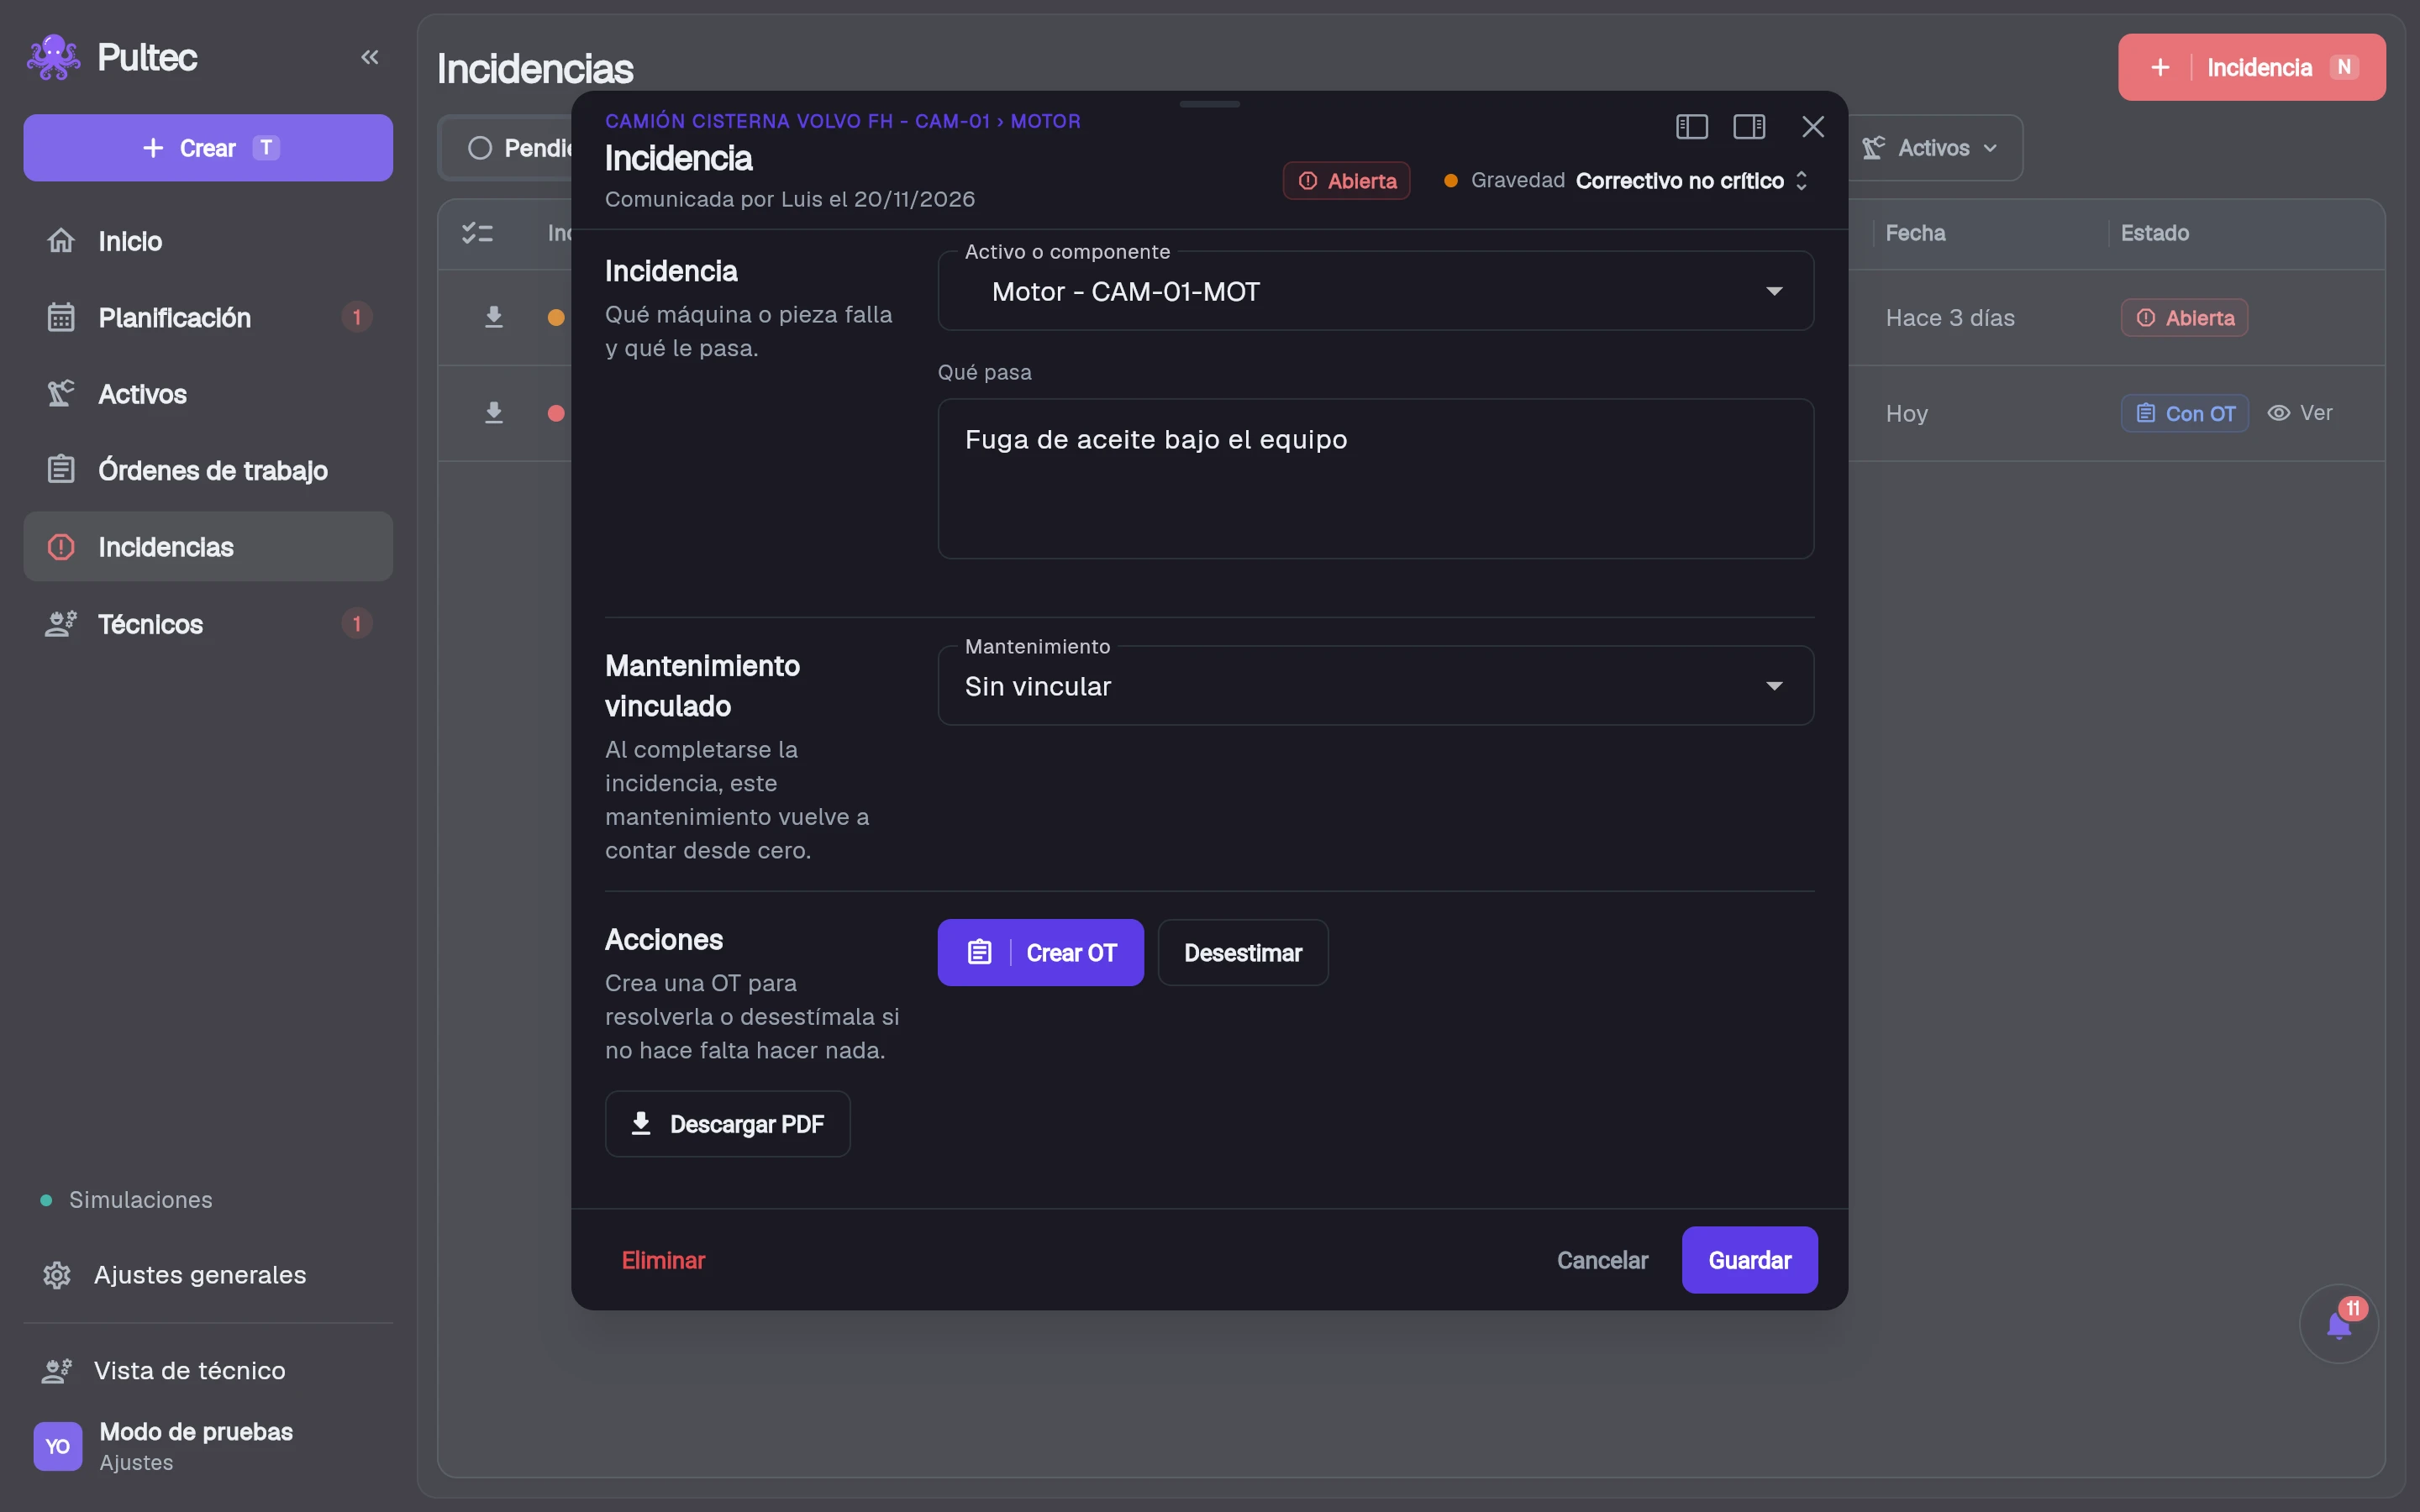 Pultec
Crear T
Inicio
Planificación 1
Activos
Órdenes de trabajo
Incidencias
Técnicos 1
Simulaciones
Ajustes generales
Vista de técnico
YO
Modo de pruebas
Ajustes
Incidencias
Incidencia N
Activos
Fecha
Estado
Hace 3 días
Abierta
Hoy
Con OT
Ver
CAMIÓN CISTERNA VOLVO FH - CAM-01 › MOTOR
Incidencia
Comunicada por Luis el 20/11/2026
Abierta
Gravedad Correctivo no crítico
Incidencia
Qué máquina o pieza falla
y qué le pasa.
Activo o componente
Motor - CAM-01-MOT
Qué pasa
Fuga de aceite bajo el equipo
Mantenimiento
vinculado
Al completarse la
incidencia, este
mantenimiento vuelve a
contar desde cero.
Mantenimiento
Sin vincular
Acciones
Crea una OT para
resolverla o desestímala si
no hace falta hacer nada.
Crear OT
Desestimar
Descargar PDF
Eliminar
Cancelar
Guardar
11